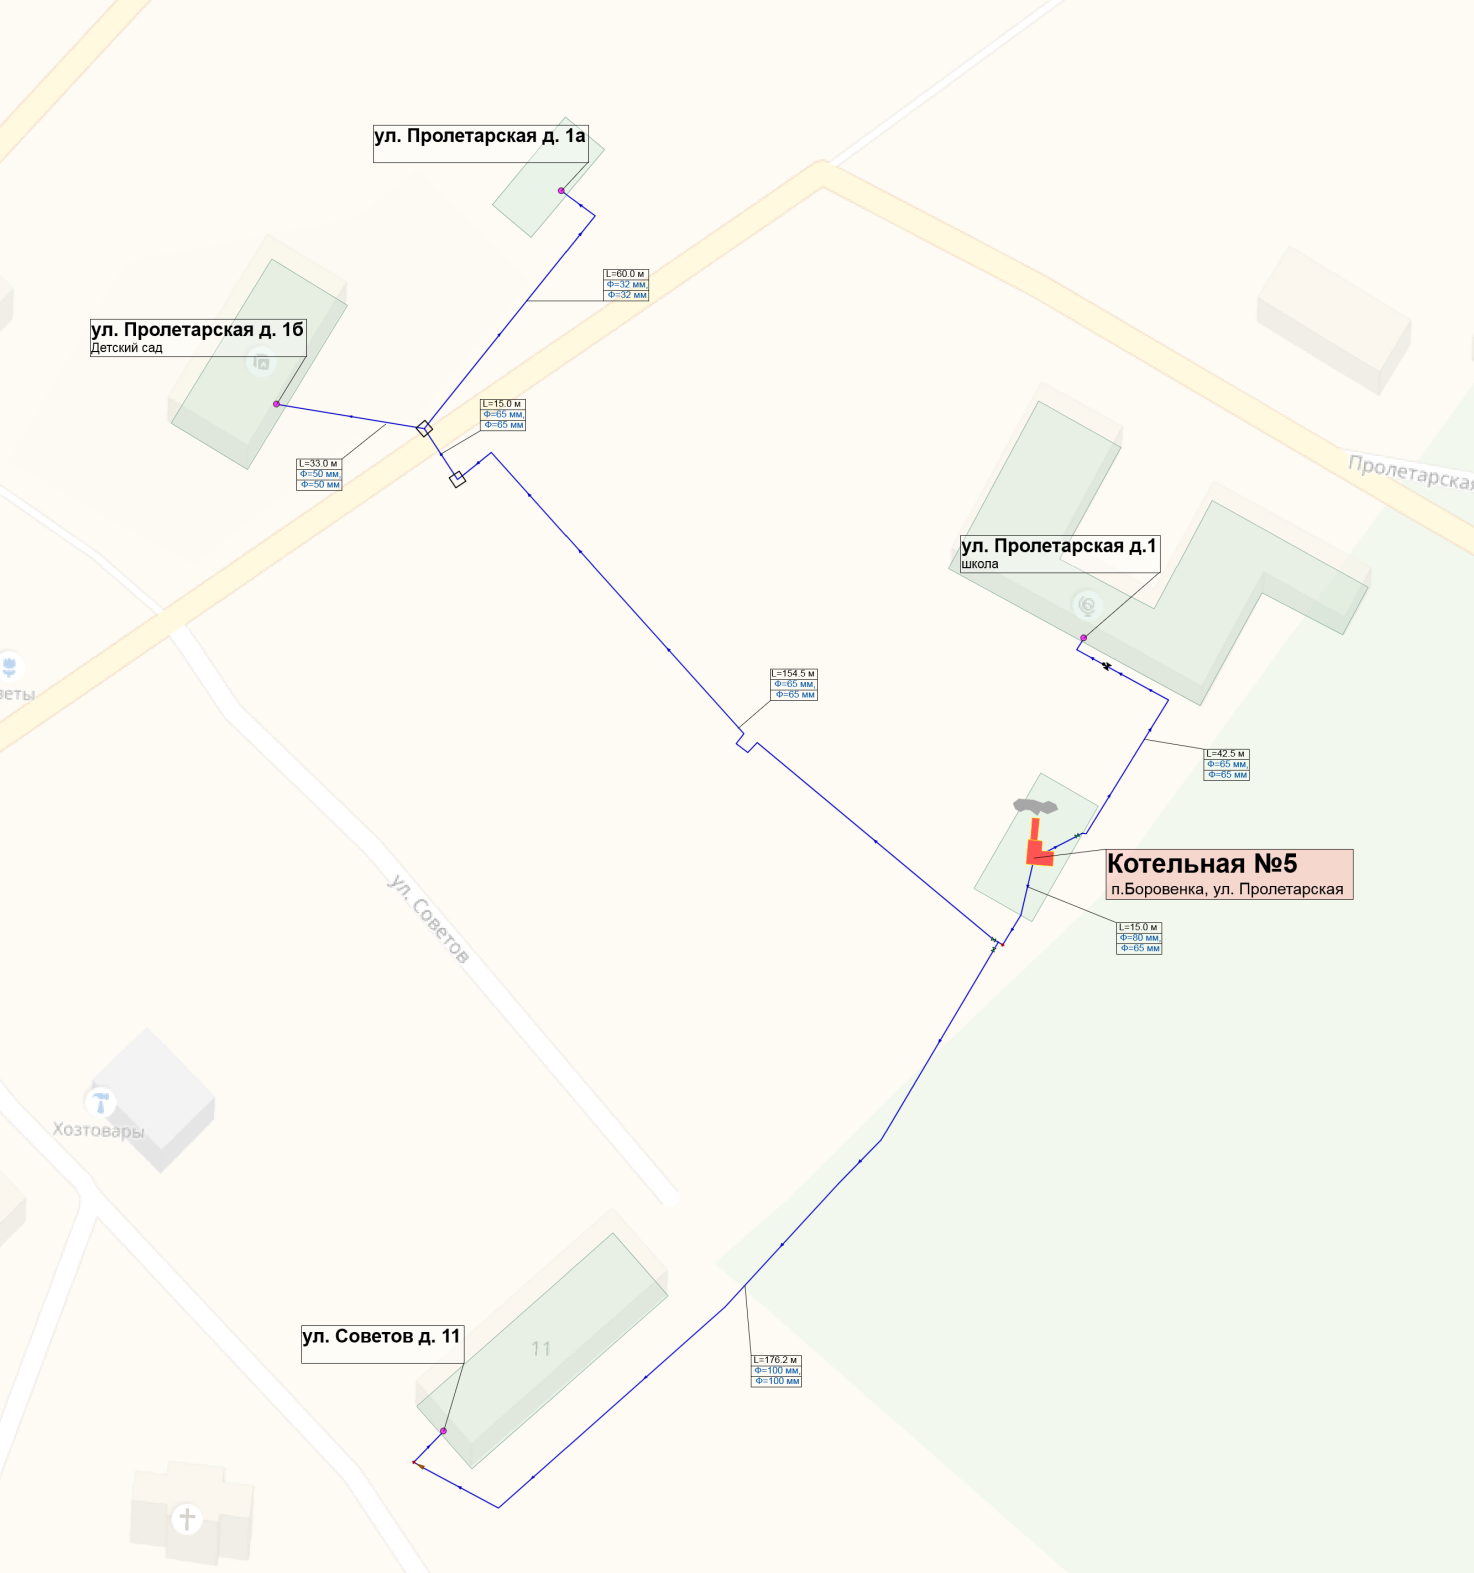 ул. Пролетарская д. 1а
L=60.0 м
Ф=32 мм,
Ф=32 мм
ул. Пролетарская д. 1б
Детский сад
L=15.0 м
Ф=65 мм,
Ф=65 мм
L=33.0 м
Ф=50 мм,
Ф=50 мм
Пролетарская
ул. Пролетарская д.1
школа
веты
L=154.5 м
Ф=65 мм,
Ф=65 мм
L=42.5 м
Ф=65 мм,
Ф=65 мм
Котельная №5
п.Боровенка, ул. Пролетарская
ул. Советов
L=15.0 м
Ф=80 мм,
Ф=65 мм
Хозтовары
ул. Советов д. 11
11
L=176.2 м
Ф=100 мм,
Ф=100 мм